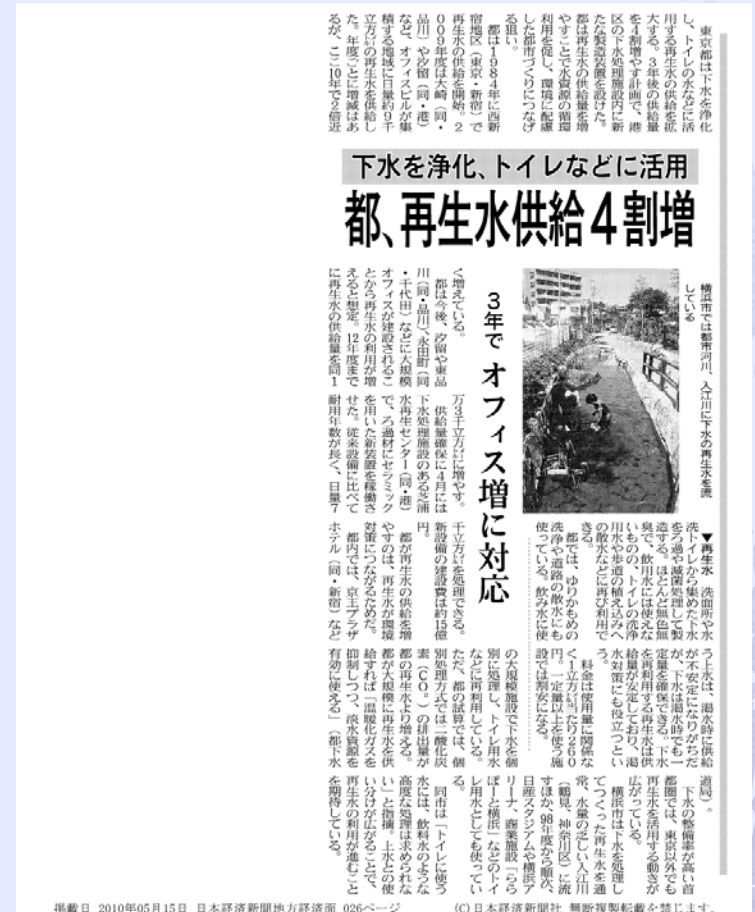 東京都は下水を浄化
し、トイレの水などに活
用する再生水の供給を拡
大する。3年後の供給量
を4割増やす計画で、港
区の下水処理施設内に新
たな製造装置を設けた。
都は再生水の供給量を増
やすことで水資源の循環
利用を促し、環境に配慮
した都市づくりにつなげ
る狙い。
都は1984年に西新
宿地区(東京・新宿)で
再生水の供給を開始。2
009年度は大崎(同・
品川)や汐留(同・港)
など、オフィスビルが集
積する地域に日量約9千
立方㍍の再生水を供給し
た。年度ごとに増減はあ
るが、ここ10年で2倍近
下水を浄化、トイレなどに活用
都、再生水供給4割増
3年で オフィス増に対応
横浜市では都市河川、入江川に下水の再生水を流
している
く増えている。
都は今後、汐留や東品
川(同・品川)、永田町(同
・千代田)などに大規模
オフィスが建設されるこ
とから再生水の利用が増
えると想定。12年度まで
に再生水の供給量を同1
万3千立方㍍に増やす。
供給量確保に4月には
下水処理施設のある芝浦
水再生センター(同・港)
で、ろ過材にセラミック
を用いた新装置を稼働さ
せた。従来設備に比べて
耐用年数が長く、日量7
千立方㍍を処理できる。
新設備の建設費は約15億
円。
都が再生水の供給を増
やすのは、再生水が環境
対策につながるためだ。
都内では、京王プラザ
ホテル(同・新宿)など
の大規模施設で下水を個
別に処理し、トイレ用水
などに再利用している。
ただ、都の試算では、個
別処理方式では二酸化炭
素(CO₂)の排出量が
都の再生水より増える。
都が大規模に再生水を供
給すれば「温暖化ガスを
抑制しつつ、淡水資源を
有効に使える」(都下水
道局)。
下水の整備率が高い首
都圏では、東京以外でも
再生水を活用する動きが
広がっている。
横浜市は下水を処理し
てつくった再生水を通
常、水量の乏しい入江川
(鶴見、神奈川区)に流
すほか、98年度から順次、
日産スタジアムや横浜ア
リーナ、商業施設「らら
ぽーと横浜」などのトイ
レ用水としても使ってい
る。
同市は「トイレに使う
水には、飲料水のような
高度な処理は求められな
い」と指摘。上水との使
い分けが広がることで、
再生水の利用が進むこと
を期待している。
▼再生水 洗面所や水
洗トイレから集めた下水
をろ過や滅菌処理して製
造する。ほとんど無色無
臭で、飲用水には使えな
いものの、トイレの洗浄
用水や歩道の植え込みへ
の散水などに再び利用で
きる。
都では、ゆりかもめの
洗浄や道路の散水にも
使っている。飲み水に使
う上水は、渇水時に供給
が不安定になりがちだ
が、下水は渇水時でも一
定量を確保できる。下水
を再利用する再生水は供
給量が安定しており、渇
水対策にも役立つとい
う。
料金は使用量に関係な
く1立方㍍当たり260
円。一定量以上を使う施
設では割安になる。
掲載日 2010年05月15日 日本経済新聞地方経済面 026ページ
(C)日本経済新聞社 無断複製転載を禁じます。